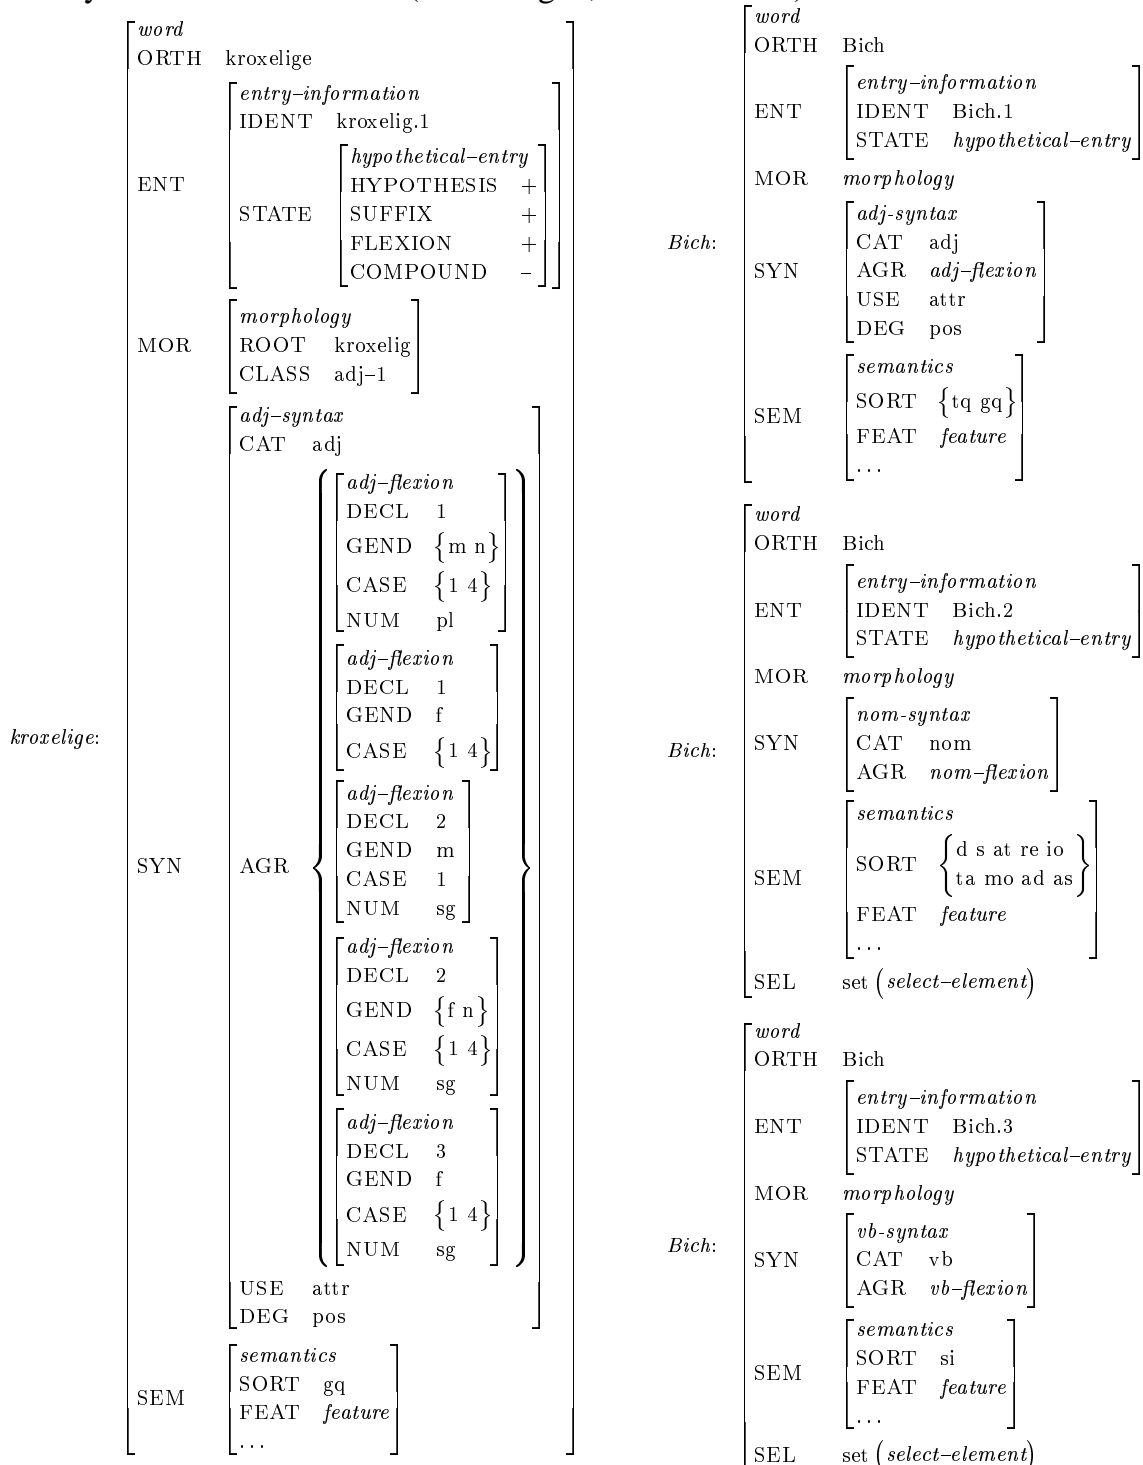 word
ORTH kroxelige
entry–information
IDENT kroxelig.1
hypothetical–entry
ENT HYPOTHESIS +
STATE SUFFIX +
FLEXION +
COMPOUND –
morphology
MOR ROOT kroxelig
CLASS adj–1
adj–syntax
CAT adj
adj–flexion
DECL 1
GEND {m n}
CASE {1 4}
NUM pl
adj–flexion
DECL 1
GEND f
kroxelige:
CASE {1 4}
adj–flexion
DECL 2
GEND m
SYN AGR CASE 1
NUM sg
adj–flexion
DECL 2
GEND {f n}
CASE {1 4}
NUM sg
adj–flexion
DECL 3
GEND f
CASE {1 4}
NUM sg
USE attr
DEG pos
semantics
SORT gq
SEM FEAT feature
...
word
ORTH Bich
entry–information
ENT IDENT Bich.1
STATE hypothetical–entry
MOR morphology
adj-syntax
Bich: CAT adj
SYN AGR adj–flexion
USE attr
DEG pos
semantics
SORT {tq gq}
SEM
FEAT feature
...
word
ORTH Bich
entry–information
ENT IDENT Bich.2
STATE hypothetical–entry
MOR morphology
nom-syntax
Bich: SYN CAT nom
AGR nom–flexion
semantics
SORT {d s at re io
SEM ta mo ad as}
FEAT feature
...
SEL set (select–element)
word
ORTH Bich
entry–information
ENT IDENT Bich.3
STATE hypothetical–entry
MOR morphology
vb-syntax
Bich: SYN CAT vb
AGR vb–flexion
semantics
SORT si
SEM FEAT feature
...
SEL set (select–element)